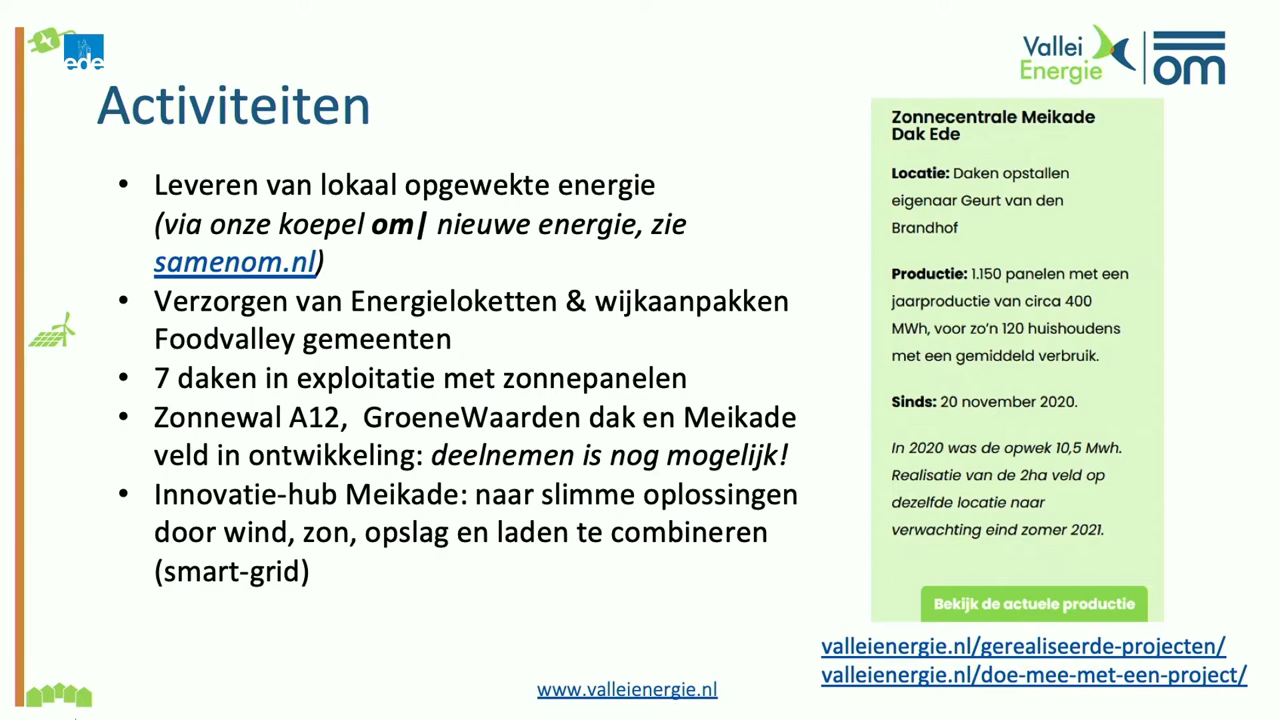 ede
Vallei
Energie
om
Activiteiten
• Leveren van lokaal opgewekte energie
(via onze koepel om| nieuwe energie, zie
samenom.nl)
• Verzorgen van Energieloketten & wijkaanpakken
Foodvalley gemeenten
• 7 daken in exploitatie met zonnepanelen
• Zonnewal A12, GroeneWaarden dak en Meikade
veld in ontwikkeling: deelnemen is nog mogelijk!
• Innovatie-hub Meikade: naar slimme oplossingen
door wind, zon, opslag en laden te combineren
(smart-grid)
Zonnecentrale Meikade
Dak Ede
Locatie: Daken opstallen
eigenaar Geurt van den
Brandhof
Productie: 1.150 panelen met een
jaarproductie van circa 400
MWh, voor zo'n 120 huishoudens
met een gemiddeld verbruik.
Sinds: 20 november 2020.
In 2020 was de opwek 10,5 Mwh.
Realisatie van de 2ha veld op
dezelfde locatie naar
verwachting eind zomer 2021.
Bekijk de actuele productie
valleienergie.nl/gerealiseerde-projecten/
valleienergie.nl/doe-mee-met-een-project/
www.valleienergie.nl